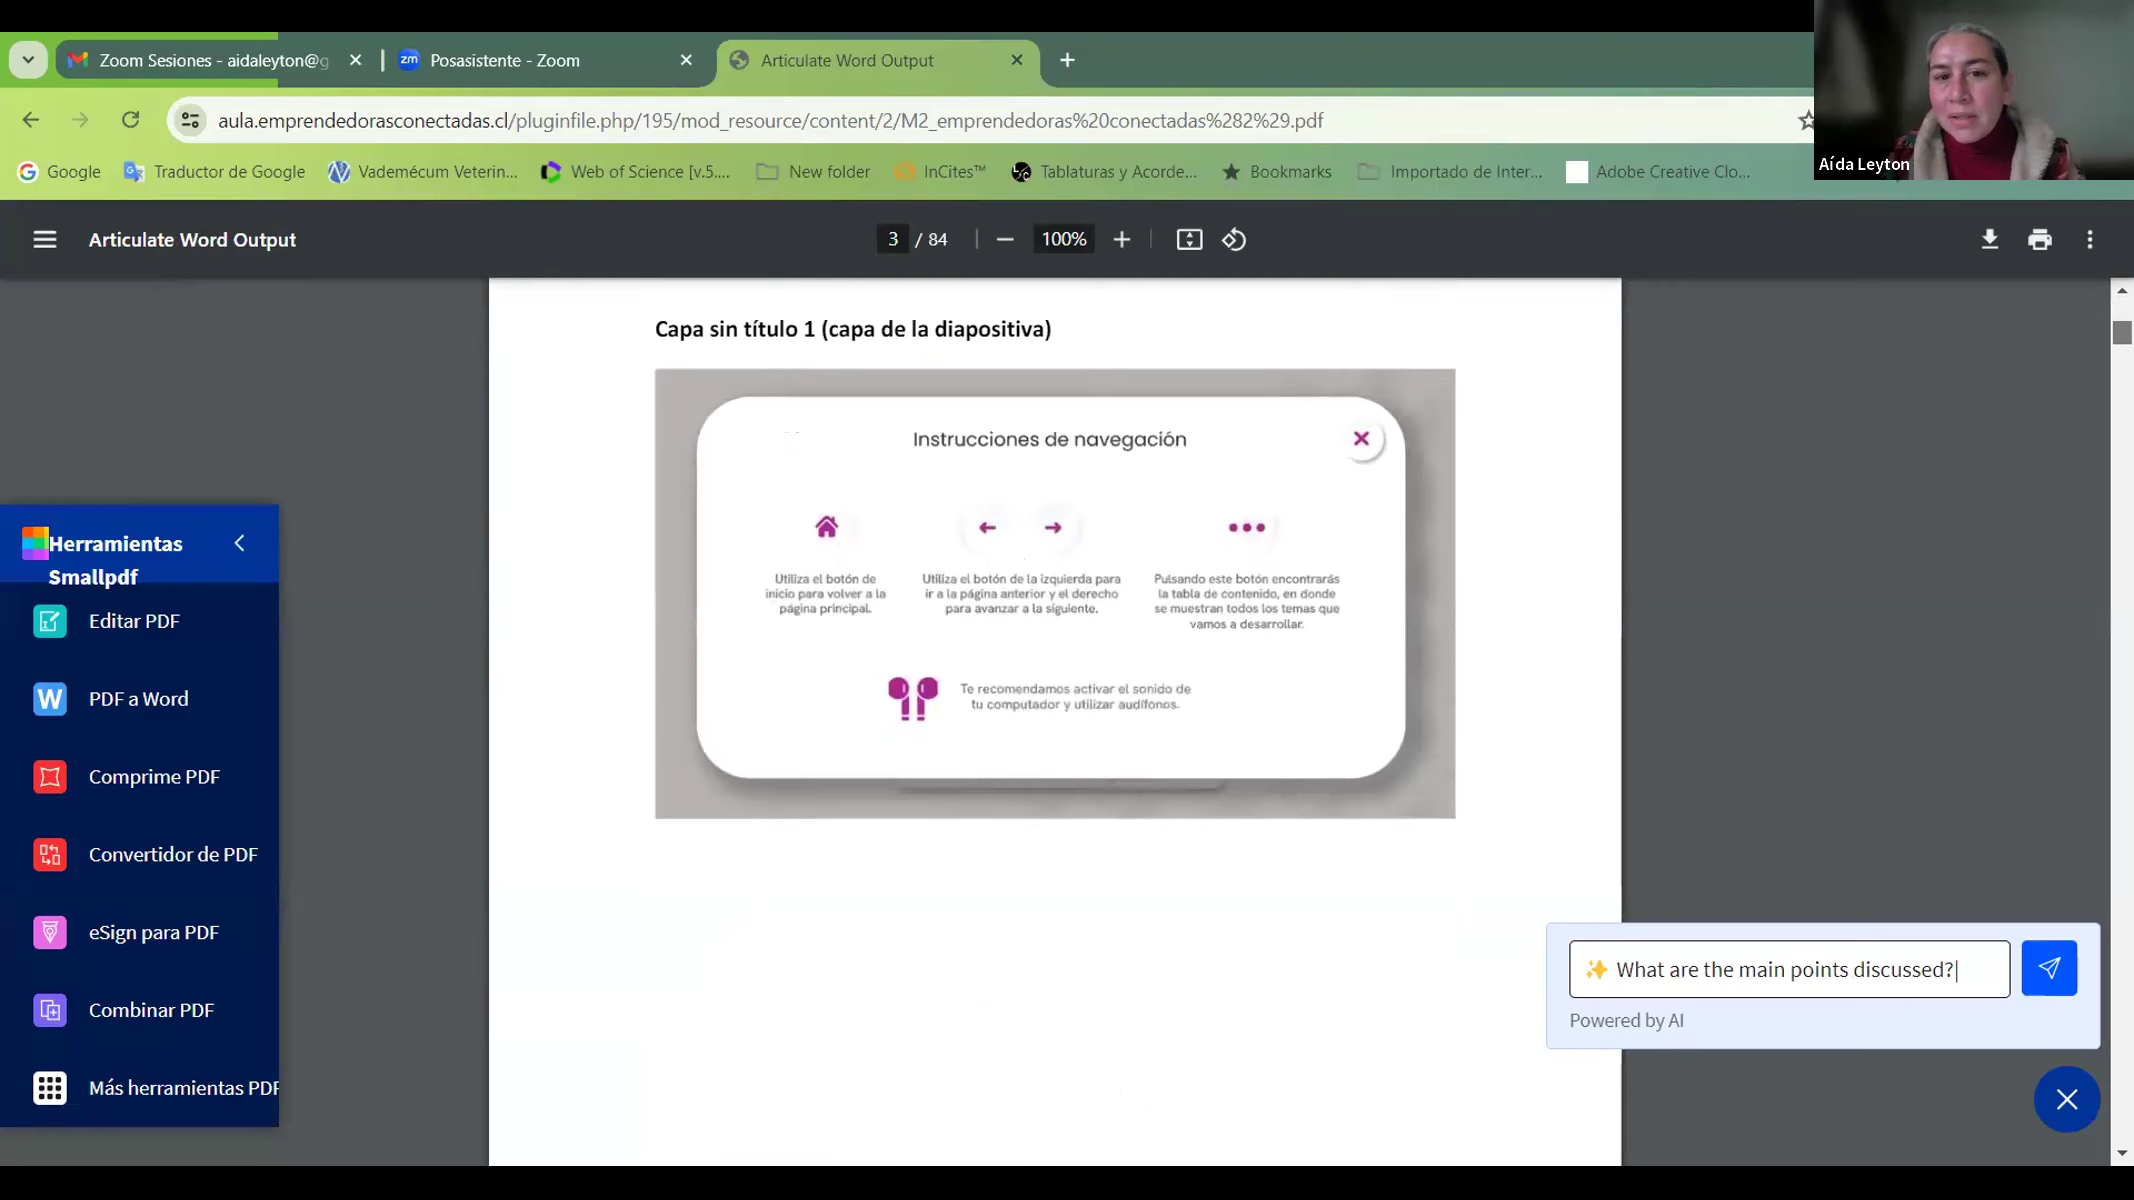 Zoom Sesiones - aidaleyton@g
Posasistente - Zoom
Articulate Word Output
aula.emprendedorasconectadas.cl/pluginfile.php/195/mod_resource/content/2/M2_emprendedoras%20conectadas%282%29.pdf
Google
Traductor de Google
Vademécum Veterin...
Web of Science [v.5....
New folder
InCites™
Tablaturas y Acorde...
Bookmarks
Importado de Inter...
Adobe Creative Clo...
Aída Leyton
Articulate Word Output
3 / 84
100%
Capa sin título 1 (capa de la diapositiva)
Instrucciones de navegación
Utiliza el botón de
inicio para volver a la
página principal.
Utiliza el botón de la izquierda para
ir a la página anterior y el derecho
para avanzar a la siguiente.
Pulsando este botón encontrarás
la tabla de contenido, en donde
se muestran todos los temas que
vamos a desarrollar.
Te recomendamos activar el sonido de
tu computador y utilizar audífonos.
Herramientas
Smallpdf
Editar PDF
W
PDF a Word
Comprime PDF
Convertidor de PDF
eSign para PDF
Combinar PDF
Más herramientas PDF
What are the main points discussed?
Powered by AI